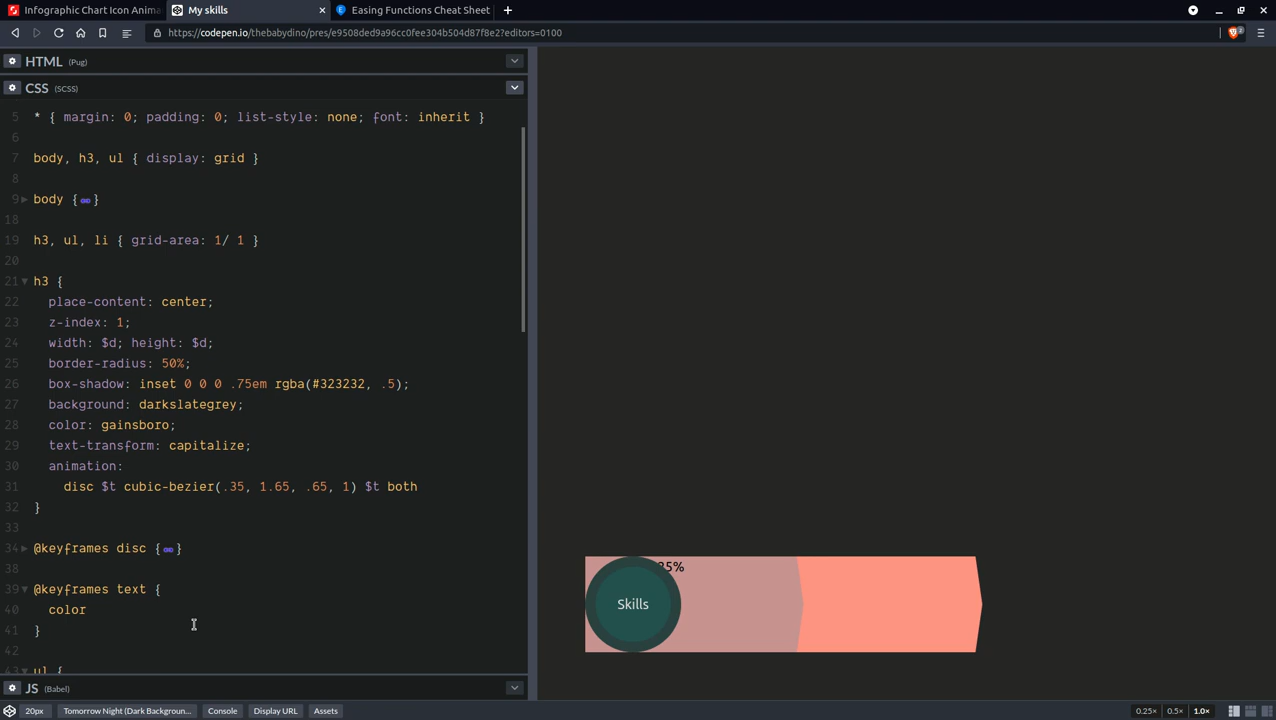 Infographic Chart Icon Anima
My skills
Easing Functions Cheat Sheet
https://codepen.io/thebabydino/pres/e9508ded9a96cc0fee304b504d87f8e2?editors=0100
2
HTML (Pug)
CSS (SCSS)
5 * { margin: 0; padding: 0; list-style: none; font: inherit }
6
7 body, h3, ul { display: grid }
8
9 body { }
18
19 h3, ul, li { grid-area: 1/ 1 }
20
21 h3 {
22 place-content: center;
23 z-index: 1;
24 width: $d; height: $d;
25 border-radius: 50%;
26 box-shadow: inset 0 0 0 .75em rgba(#323232, .5);
27 background: darkslategrey;
28 color: gainsboro;
29 text-transform: capitalize;
30 animation:
31 disc $t cubic-bezier(.35, 1.65, .65, 1) $t both
32 }
33
34 @keyframes disc { }
38
39 @keyframes text {
40 color
41 }
42
43 ul {
Skills
JS (Babel)
20px
Tomorrow Night (Dark Backgroun...
Console
Display URL
Assets
0.25×
0.5×
1.0×